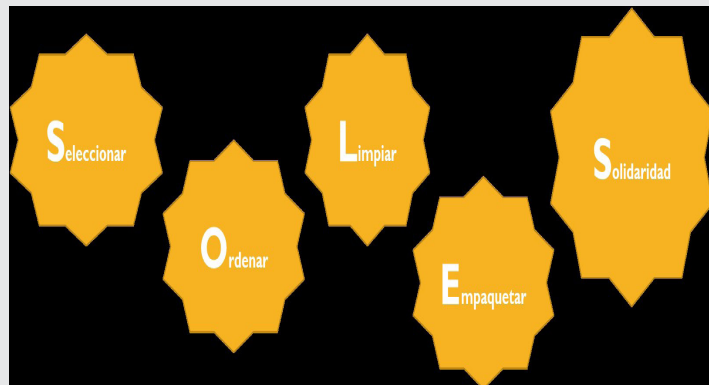 Seleccionar
Ordenar
Limpiar
Empaquetar
Solidaridad